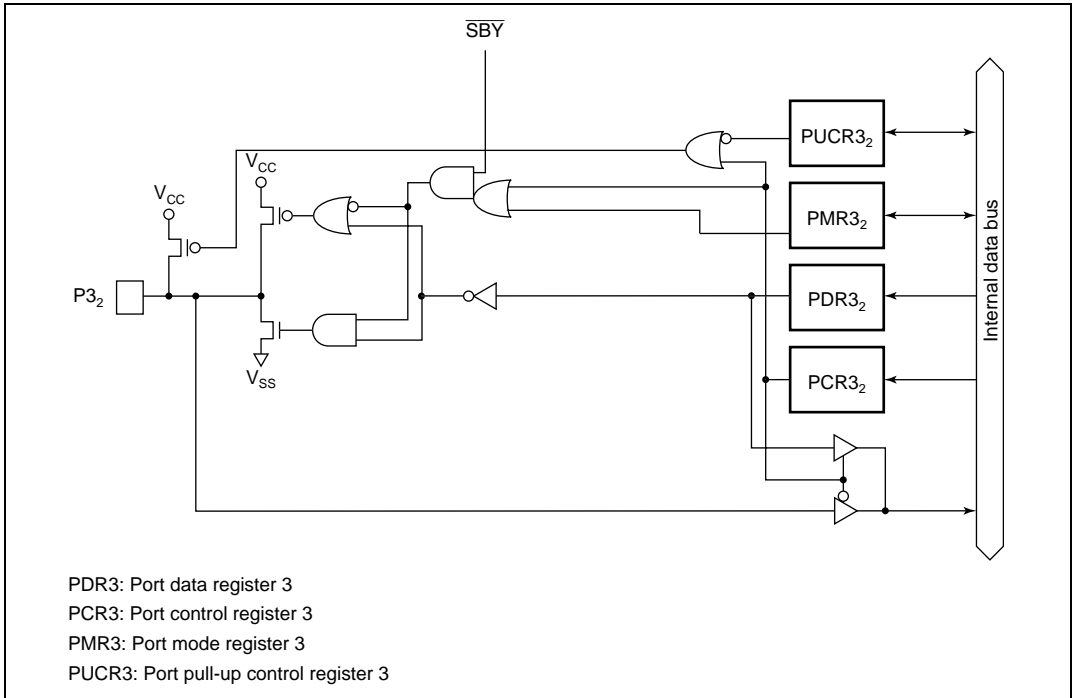 SBY
PUCR3₂
V_CC
V_CC
PMR3₂
Internal data bus
P3₂
PDR3₂
V_SS
PCR3₂
PDR3: Port data register 3
PCR3: Port control register 3
PMR3: Port mode register 3
PUCR3: Port pull-up control register 3